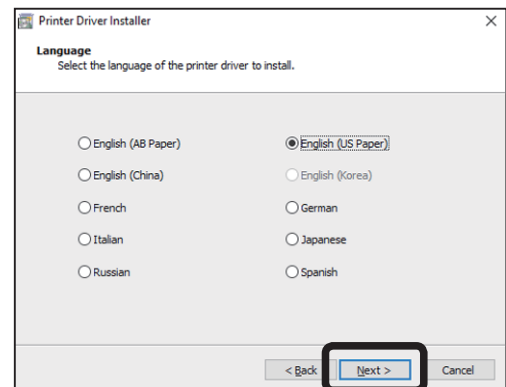 Printer Driver Installer
Language
Select the language of the printer driver to install.
English (AB Paper)
English (US Paper)
English (China)
English (Korea)
French
German
Italian
Japanese
Russian
Spanish
< Back
Next >
Cancel